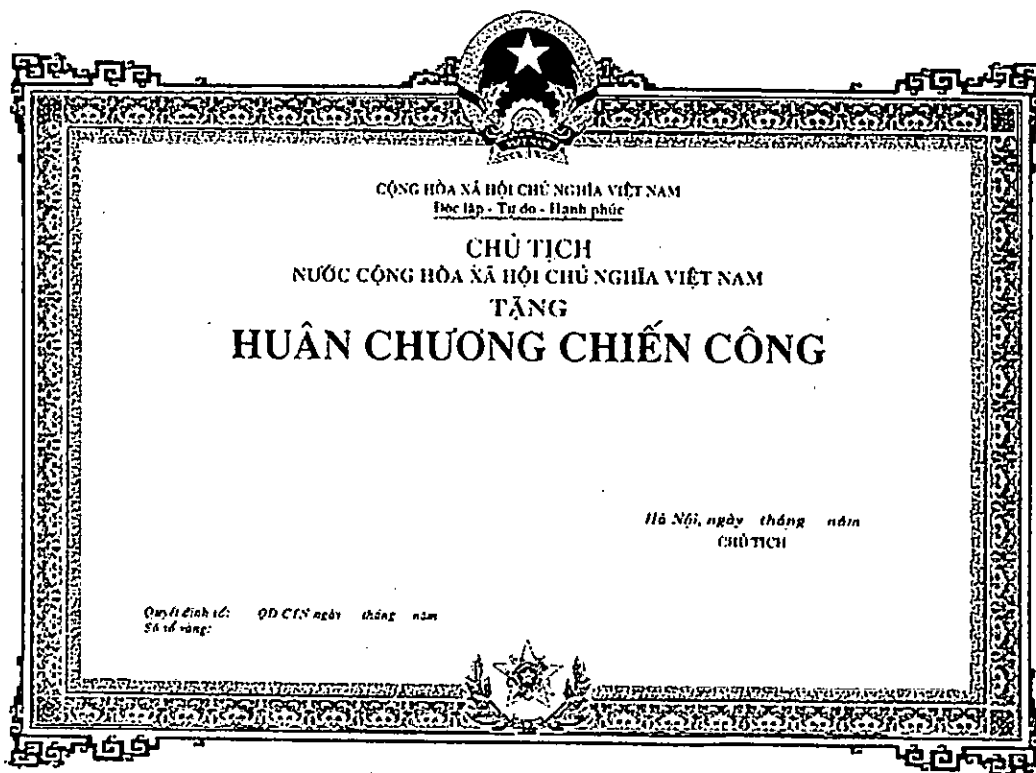 CỘNG HÒA XÃ HỘI CHỦ NGHĨA VIỆT NAM
Độc lập - Tự do - Hạnh phúc
CHỦ TỊCH
NƯỚC CỘNG HÒA XÃ HỘI CHỦ NGHĨA VIỆT NAM
TẶNG
HUÂN CHƯƠNG CHIẾN CÔNG
Hà Nội, ngày tháng năm
CHỦ TỊCH
Quyết định số: QĐ/CTN ngày tháng năm
Số sổ vàng: